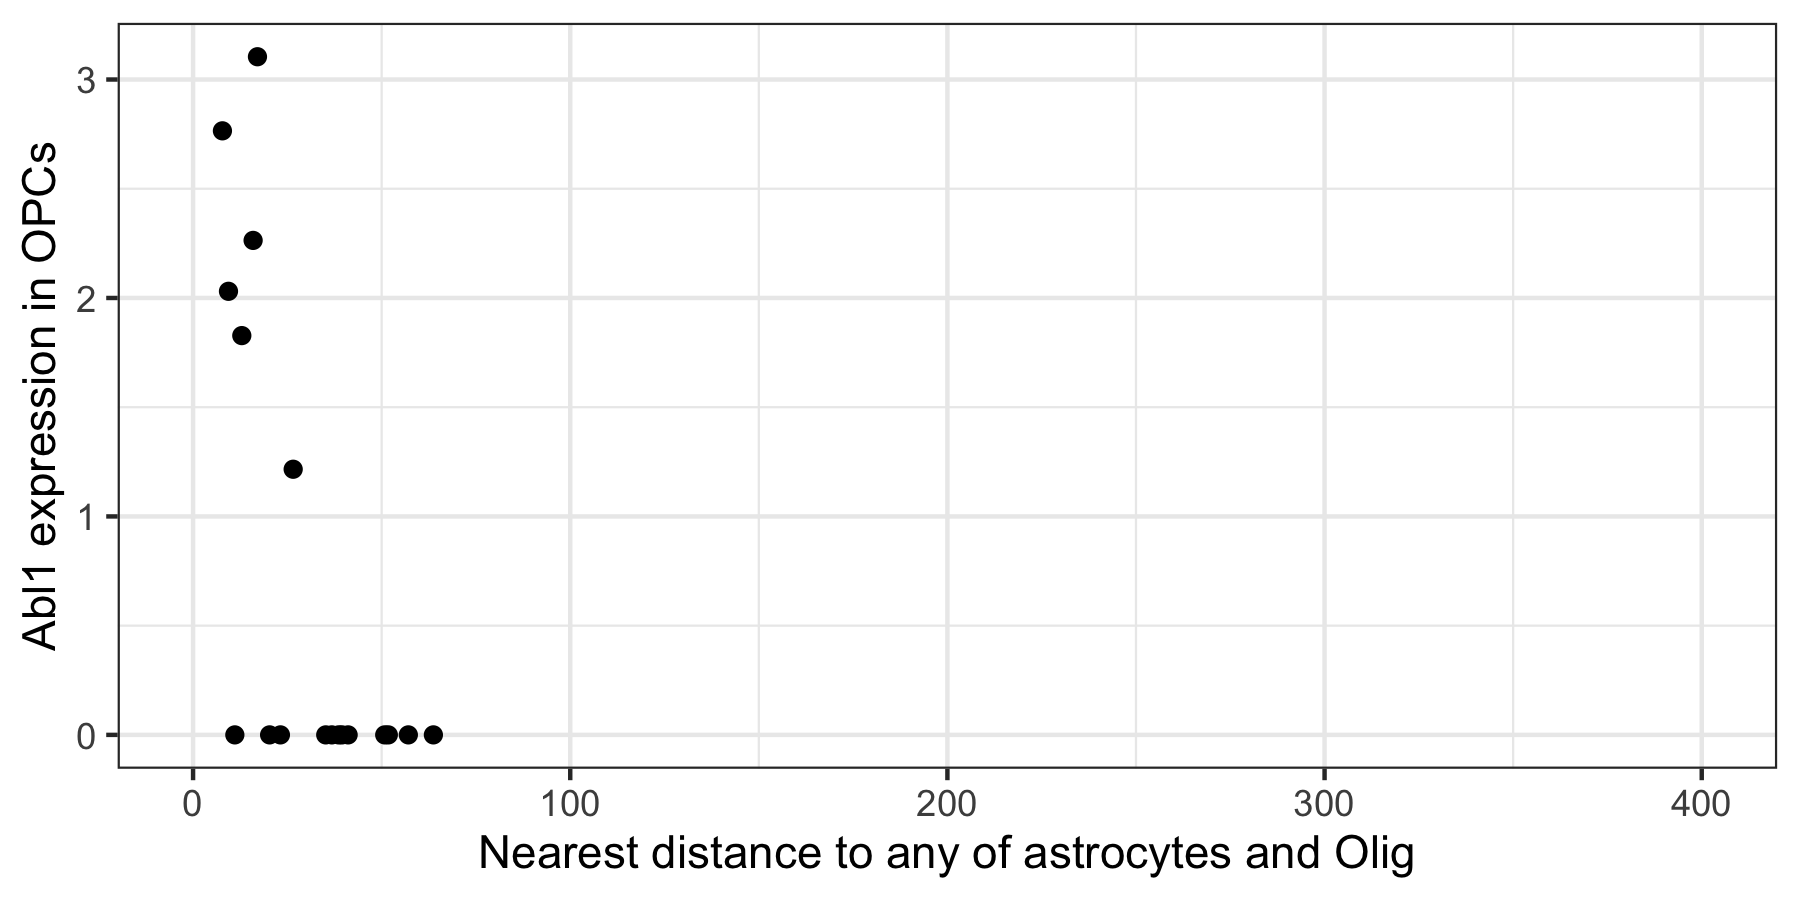 Abl1 expression in OPCs
3
2
1
0
0 100 200 300 400
Nearest distance to any of astrocytes and Olig